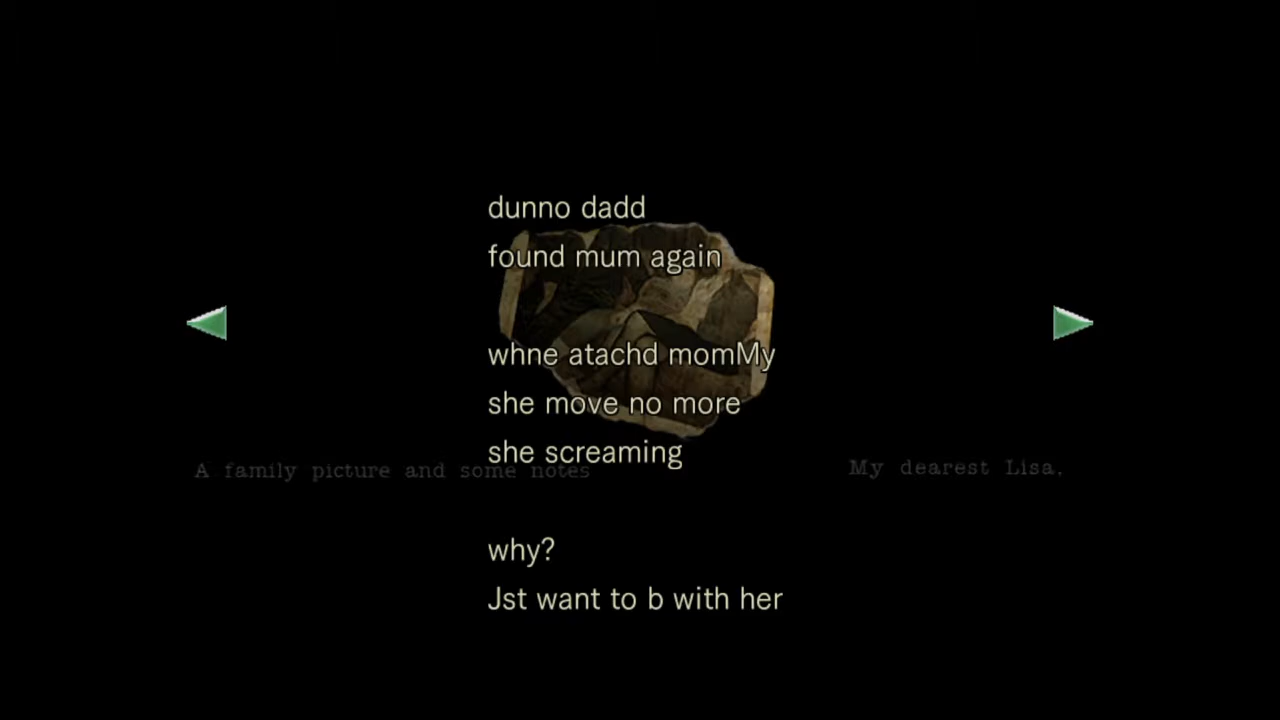 dunno dadd
found mum again
whne atachd momMy
she move no more
she screaming
A family picture and some notes
My dearest Lisa,
why?
Jst want to b with her